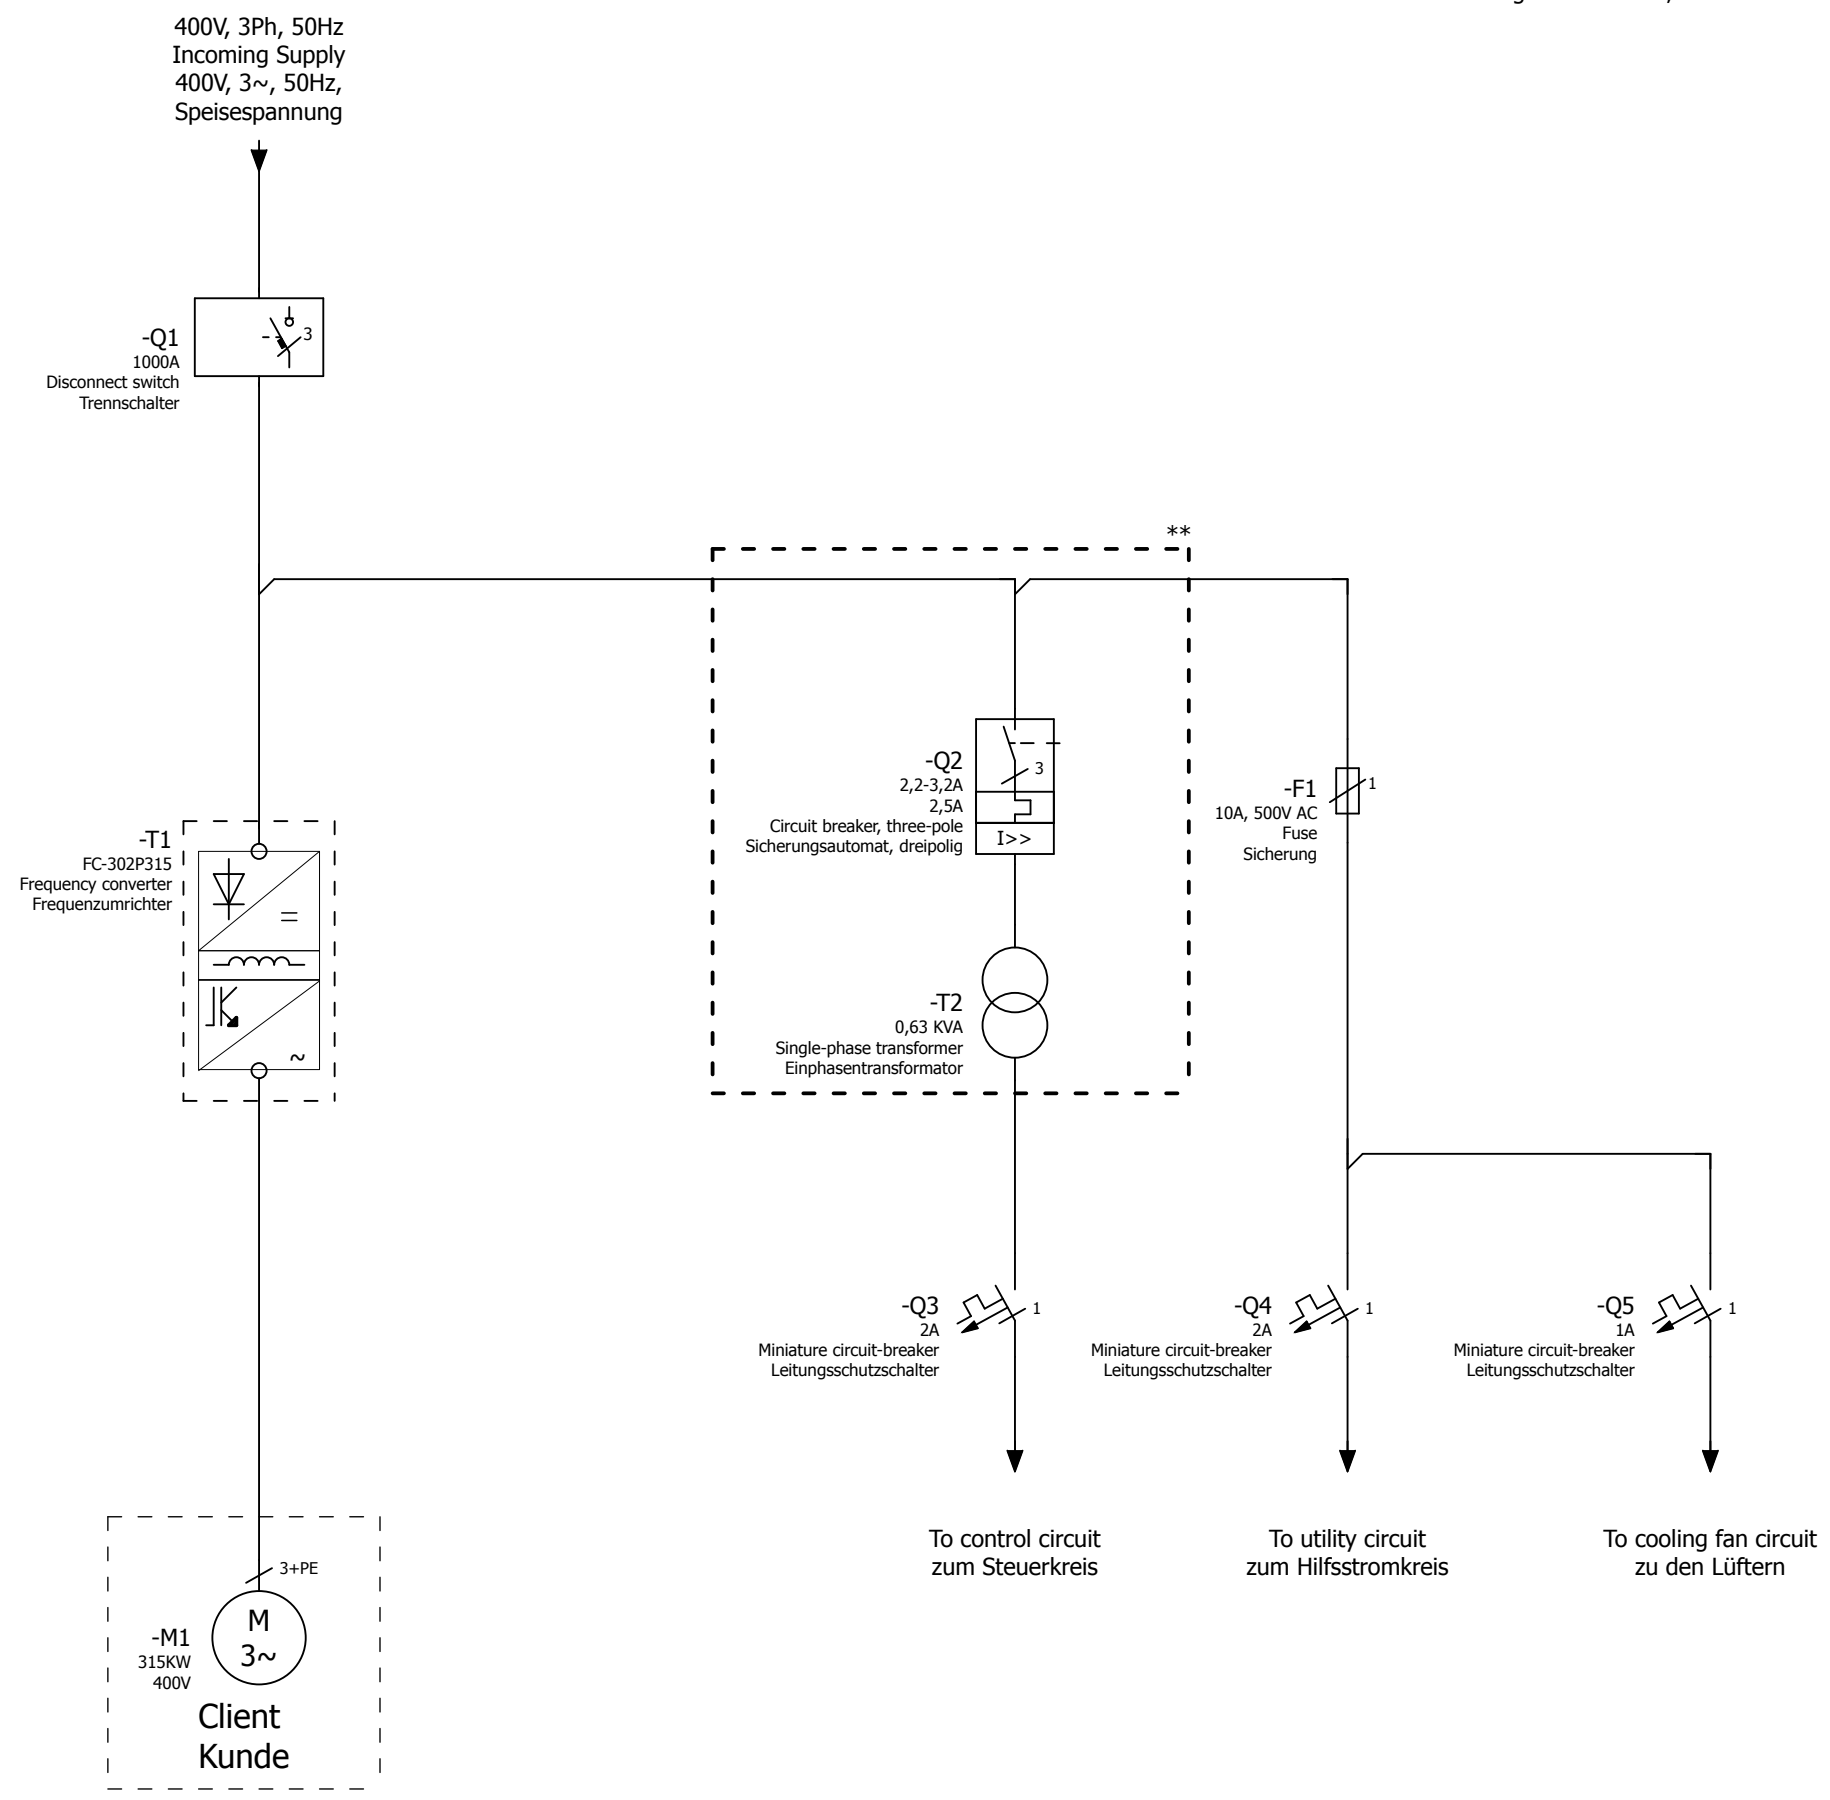 400V, 3Ph, 50Hz
Incoming Supply
400V, 3~, 50Hz,
Speisespannung
-Q1
1000A
Disconnect switch
Trennschalter
3
**
-Q2
2,2-3,2A
2,5A
Circuit breaker, three-pole
Sicherungsautomat, dreipolig
3
I>>
-F1
10A, 500V AC
Fuse
Sicherung
1
-T1
FC-302P315
Frequency converter
Frequenzumrichter
=
~
-T2
0,63 KVA
Single-phase transformer
Einphasentransformator
-Q3
2A
Miniature circuit-breaker
Leitungsschutzschalter
1
-Q4
2A
Miniature circuit-breaker
Leitungsschutzschalter
1
-Q5
1A
Miniature circuit-breaker
Leitungsschutzschalter
1
To control circuit
zum Steuerkreis
To utility circuit
zum Hilfsstromkreis
To cooling fan circuit
zu den Lüftern
3+PE
M
3~
-M1
315KW
400V
Client
Kunde